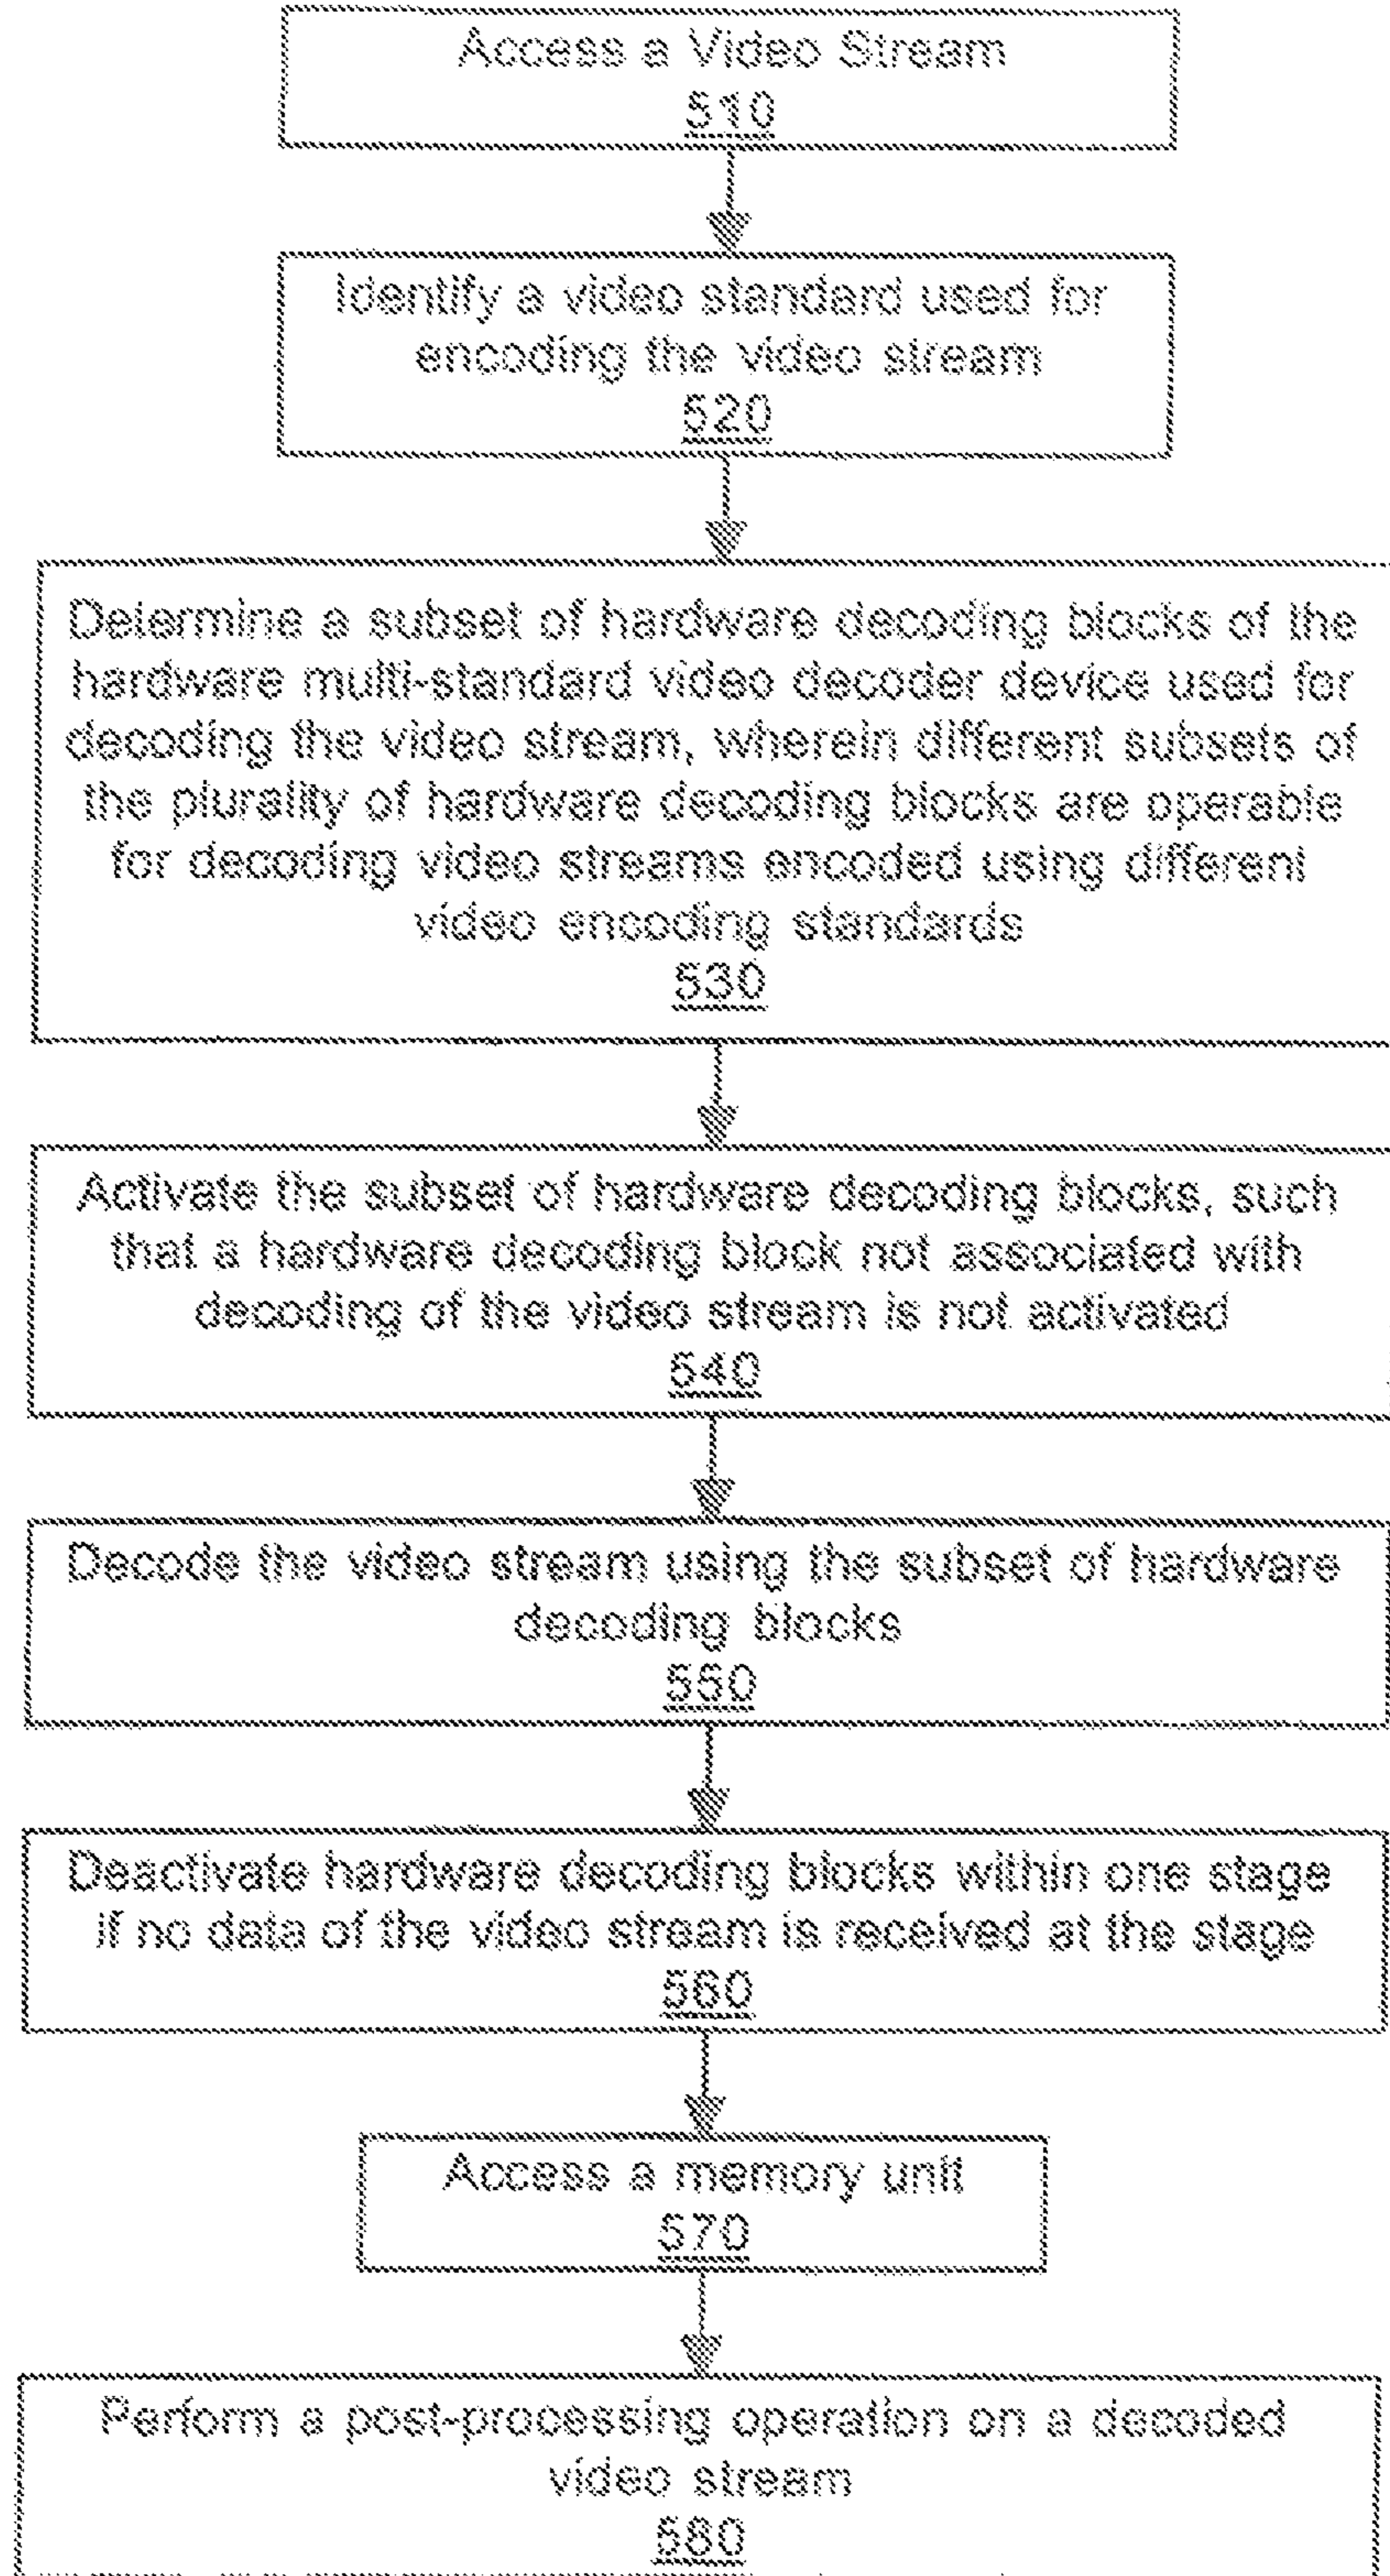 Access a Video Stream
510
Identify a video standard used for
encoding the video stream
520
Determine a subset of hardware decoding blocks of the
hardware multi-standard video decoder device used for
decoding the video stream, wherein different subsets of
the plurality of hardware decoding blocks are operable
for decoding video streams encoded using different
video encoding standards
530
Activate the subset of hardware decoding blocks, such
that a hardware decoding block not associated with
decoding of the video stream is not activated
540
Decode the video stream using the subset of hardware
decoding blocks
550
Deactivate hardware decoding blocks within one stage
if no data of the video stream is received at the stage
560
Access a memory unit
570
Perform a post-processing operation on a decoded
video stream
580